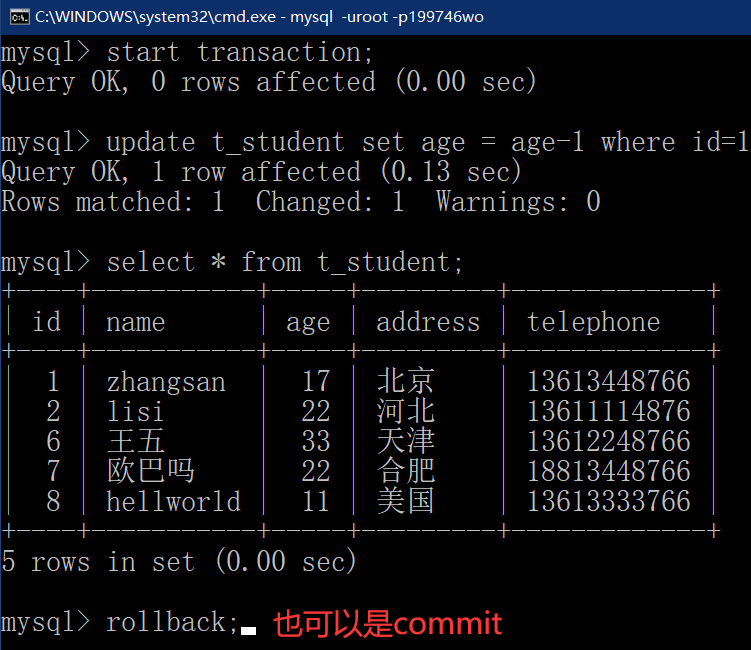 C:\WINDOWS\system32\cmd.exe - mysql  -uroot -p199746wo
mysql> start transaction;
Query OK, 0 rows affected (0.00 sec)
mysql> update t_student set age = age-1 where id=1
Query OK, 1 row affected (0.13 sec)
Rows matched: 1  Changed: 1  Warnings: 0
mysql> select * from t_student;
+----+-----------+-----+---------+-------------+
| id | name      | age | address | telephone   |
+----+-----------+-----+---------+-------------+
|  1 | zhangsan  |  17 | 北京    | 13613448766 |
|  2 | lisi      |  22 | 河北    | 13611114876 |
|  6 | 王五      |  33 | 天津    | 13612248766 |
|  7 | 欧巴吗    |  22 | 合肥    | 18813448766 |
|  8 | hellworld |  11 | 美国    | 13613333766 |
+----+-----------+-----+---------+-------------+
5 rows in set (0.00 sec)
mysql> rollback; 也可以是commit